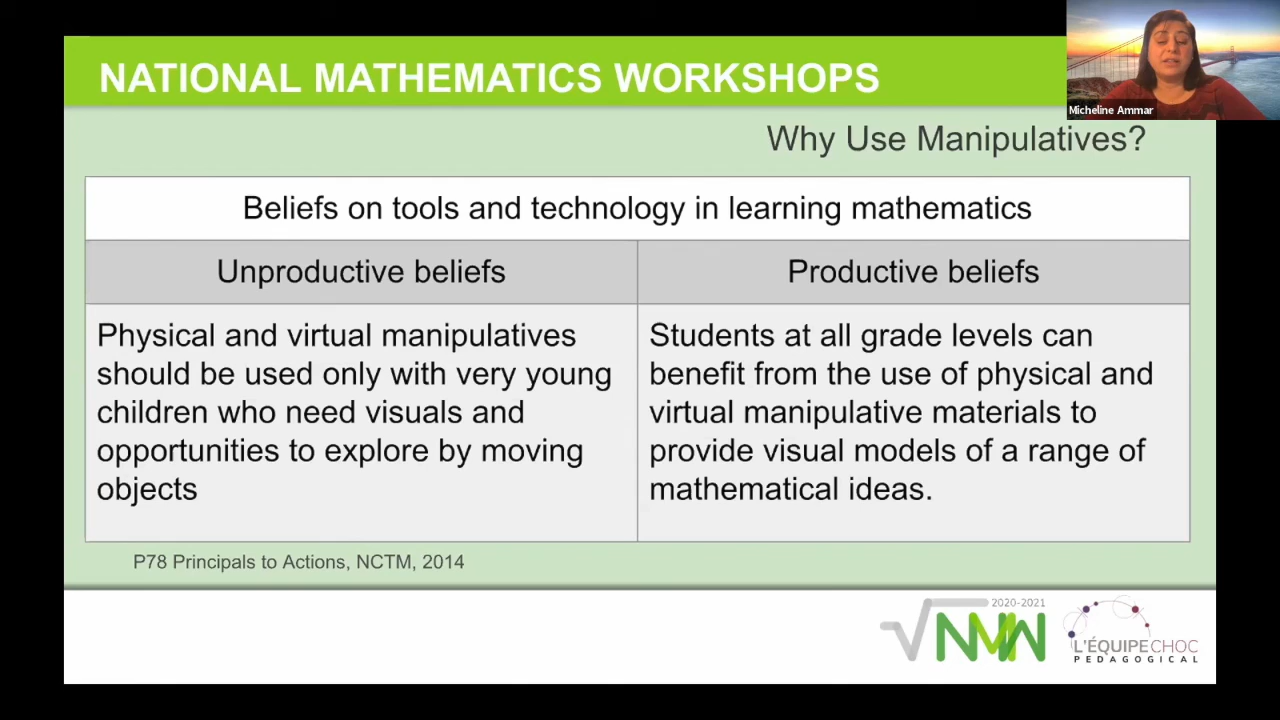 NATIONAL MATHEMATICS WORKSHOPS
Micheline Ammar
Why Use Manipulatives?
Beliefs on tools and technology in learning mathematics
Unproductive beliefs
Productive beliefs
Physical and virtual manipulatives
should be used only with very young
children who need visuals and
opportunities to explore by moving
objects
Students at all grade levels can
benefit from the use of physical and
virtual manipulative materials to
provide visual models of a range of
mathematical ideas.
P78 Principals to Actions, NCTM, 2014
2020-2021
NMW
L'ÉQUIPECHOC
PEDAGOGICAL